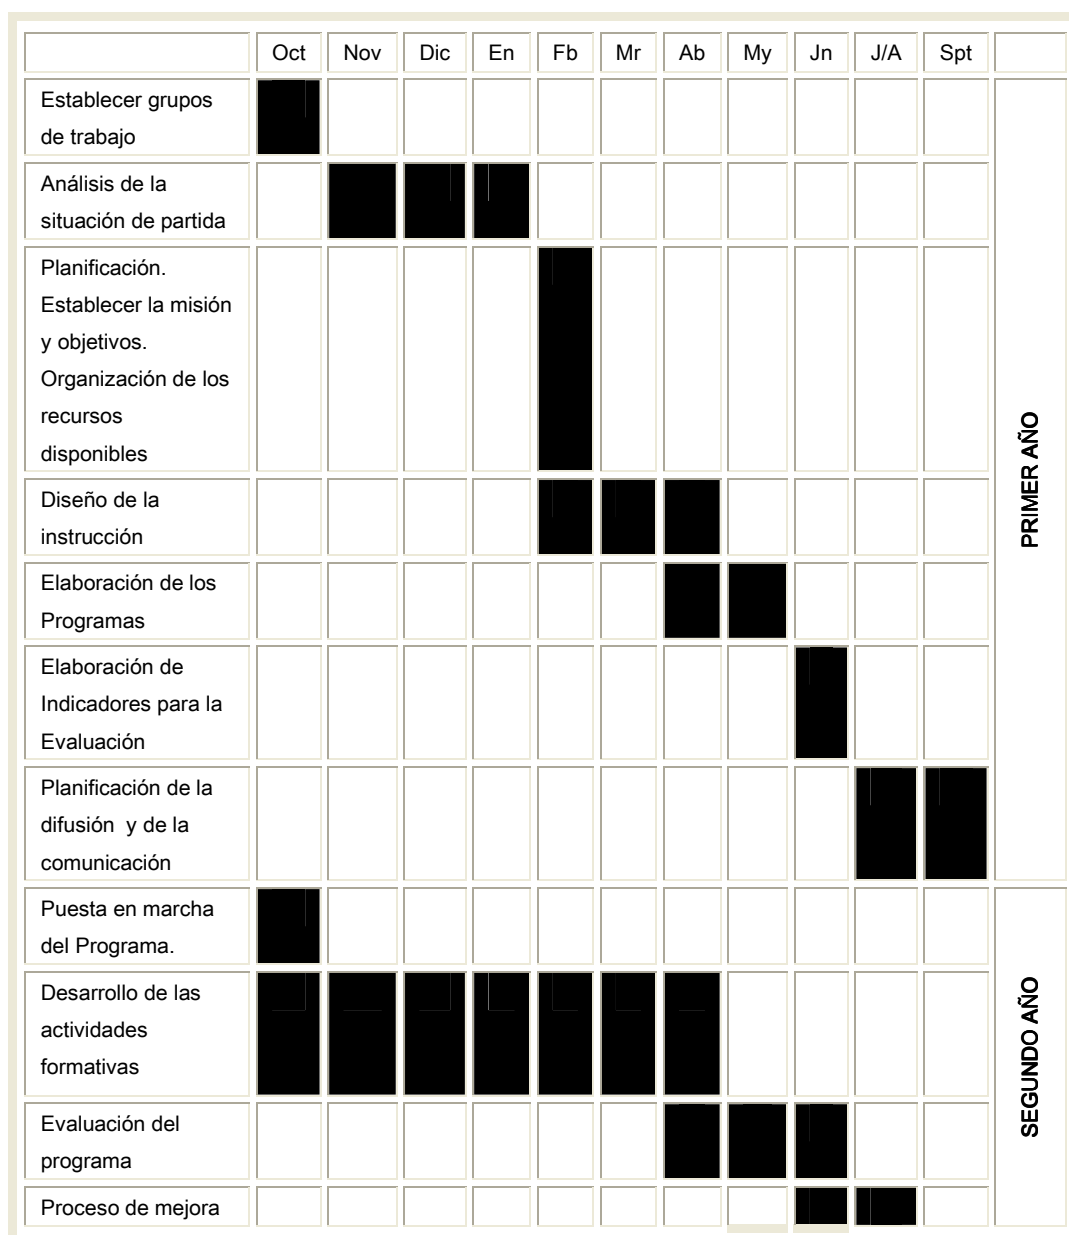 Oct Nov Dic En Fb Mr Ab My Jn J/A Spt
Establecer grupos
de trabajo
Análisis de la
situación de partida
Planificación.
Establecer la misión
y objetivos.
Organización de los
recursos
disponibles
Diseño de la
instrucción
Elaboración de los
Programas
Elaboración de
Indicadores para la
Evaluación
Planificación de la
difusión y de la
comunicación
PRIMER AÑO
Puesta en marcha
del Programa.
Desarrollo de las
actividades
formativas
Evaluación del
programa
Proceso de mejora
SEGUNDO AÑO